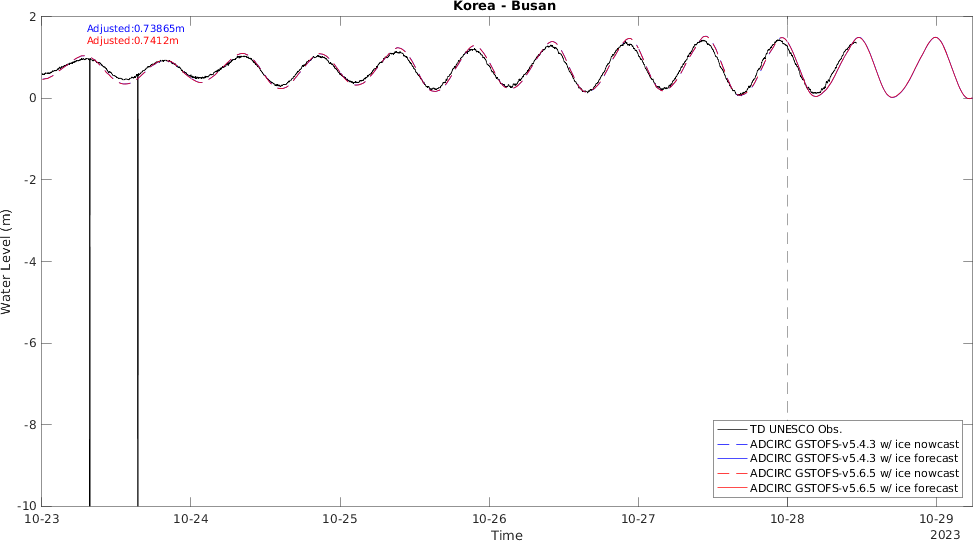 Korea - Busan
Adjusted:0.73865m
Adjusted:0.7412m
2
0
-2
-4
-6
-8
-10
Water Level (m)
10-23
10-24
10-25
10-26
10-27
10-28
10-29
Time
2023
TD UNESCO Obs.
ADCIRC GSTOFS-v5.4.3 w/ ice nowcast
ADCIRC GSTOFS-v5.4.3 w/ ice forecast
ADCIRC GSTOFS-v5.6.5 w/ ice nowcast
ADCIRC GSTOFS-v5.6.5 w/ ice forecast